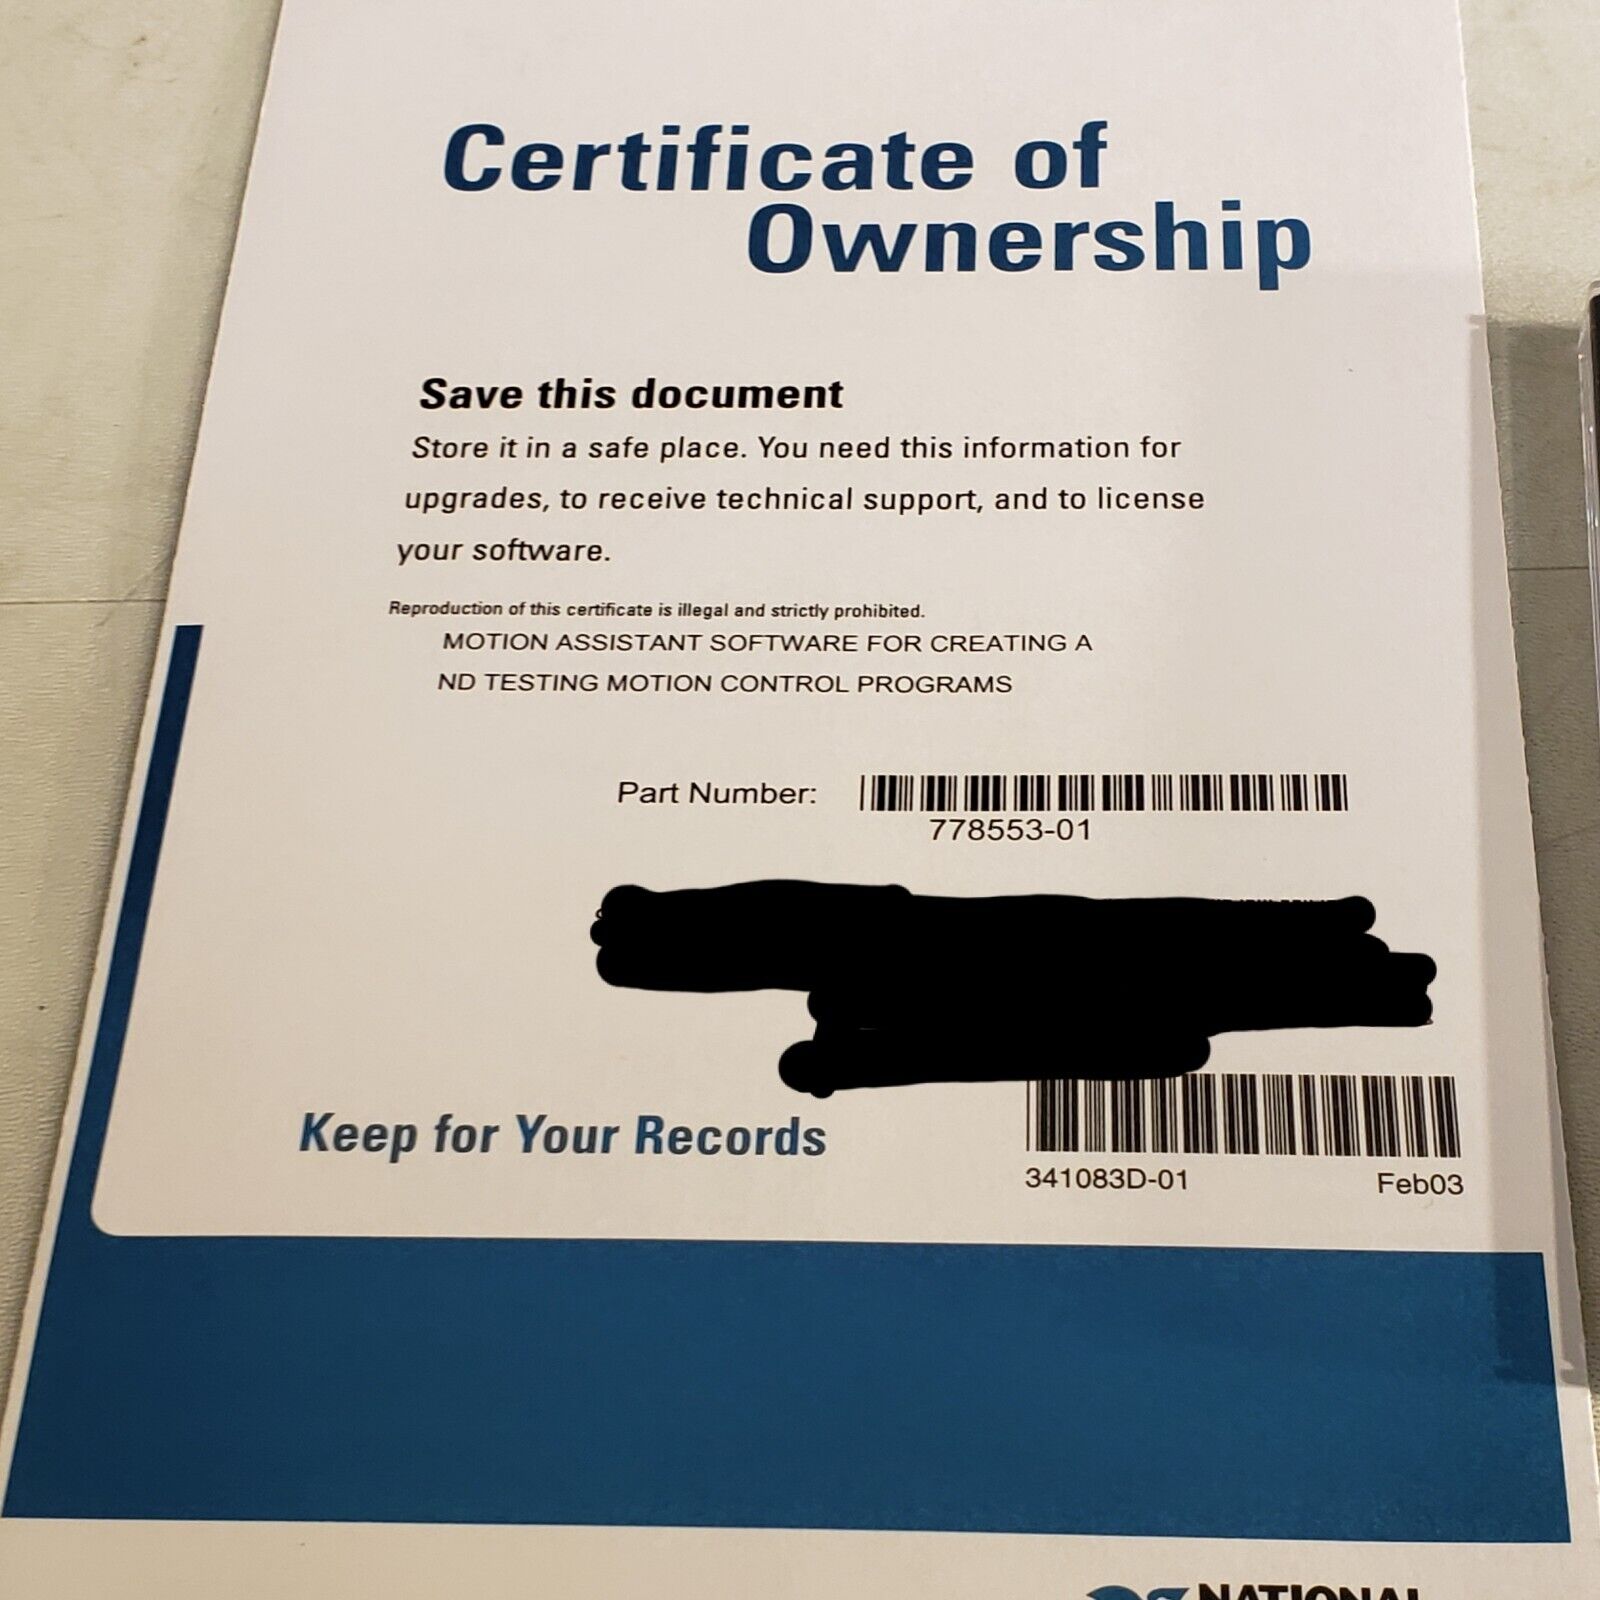 Certificate of
Ownership
Save this document
Store it in a safe place. You need this information for
upgrades, to receive technical support, and to license
your software.
Reproduction of this certificate is illegal and strictly prohibited.
MOTION ASSISTANT SOFTWARE FOR CREATING A
ND TESTING MOTION CONTROL PROGRAMS
Part Number:
778553-01
Keep for Your Records
341083D-01 Feb03
NATIONAL